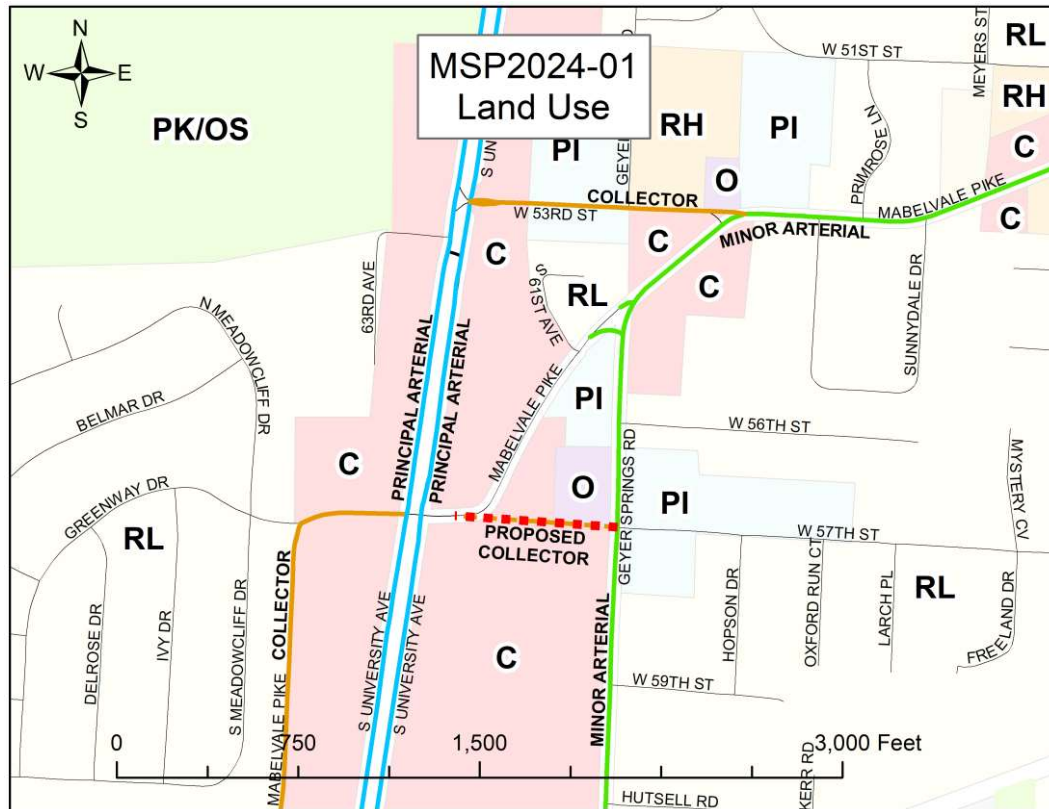 N
W E
S
MSP2024-01
Land Use
PK/OS
W 51ST ST
MEYERS ST
RL
RH
PI
RH
PI
C
O
C
PRIMROSE LN
MABELVALE PIKE
COLLECTOR
W 53RD ST
MINOR ARTERIAL
C
C
C
63RD AVE
S 61ST AVE
RL
SUNNYDALE DR
N MEADOWCLIFF DR
BELMAR DR
PRINCIPAL ARTERIAL
PRINCIPAL ARTERIAL
MABELVALE PIKE
PI
W 56TH ST
C
GEYER SPRINGS RD
MYSTERY CV
GREENWAY DR
O
PI
RL
PROPOSED
COLLECTOR
W 57TH ST
DELROSE DR
IVY DR
S MEADOWCLIFF DR
MABELVALE PIKE
COLLECTOR
S UNIVERSITY AVE
S UNIVERSITY AVE
C
MINOR ARTERIAL
HOPSON DR
OXFORD RUN CT
LARCH PL
RL
FREELAND DR
W 59TH ST
0 750 1,500 3,000 Feet
KERR RD
HUTSELL RD